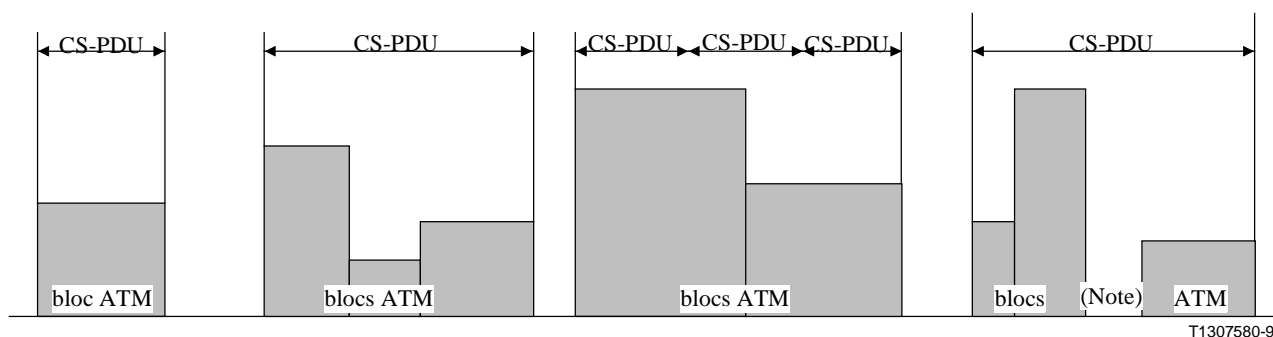 CS-PDU
CS-PDU
CS-PDU
CS-PDU
CS-PDU
CS-PDU
bloc ATM
blocs ATM
blocs ATM
blocs
(Note)
ATM
T1307580-9